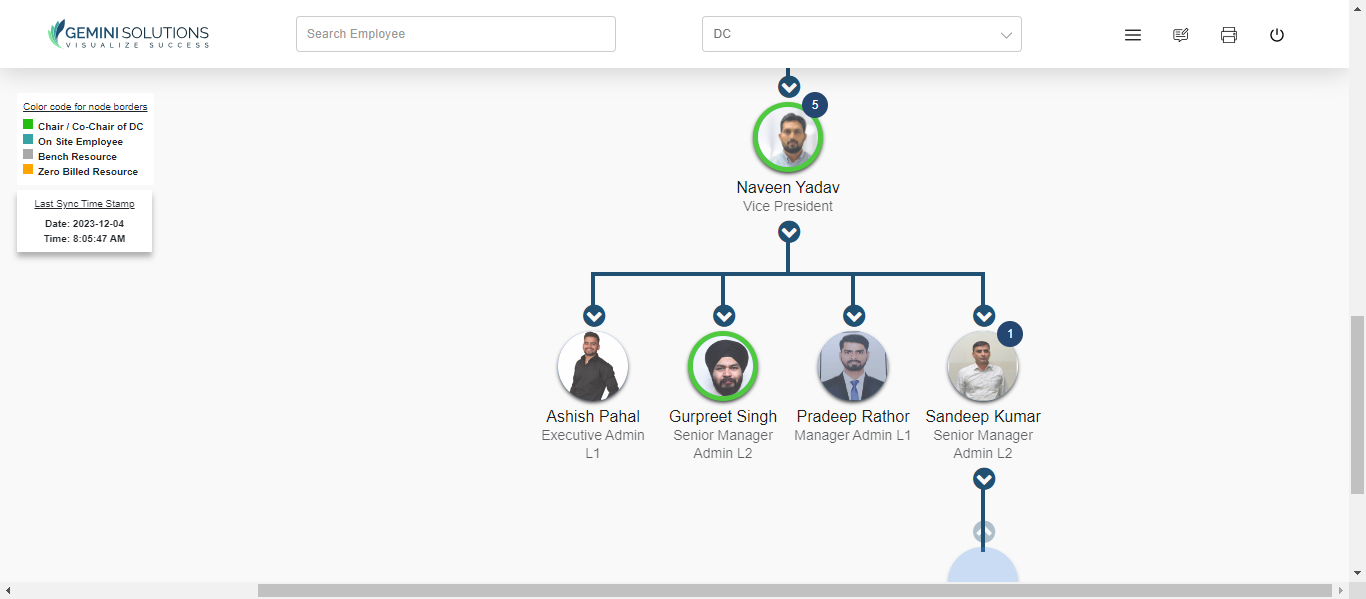 GEMINI SOLUTIONS
VISUALIZE SUCCESS
Search Employee
DC
Color code for node borders
Chair / Co-Chair of DC
On Site Employee
Bench Resource
Zero Billed Resource
Last Sync Time Stamp
Date: 2023-12-04
Time: 8:05:47 AM
5
Naveen Yadav
Vice President
1
Ashish Pahal
Executive Admin
L1
Gurpreet Singh
Senior Manager
Admin L2
Pradeep Rathor
Manager Admin L1
Sandeep Kumar
Senior Manager
Admin L2